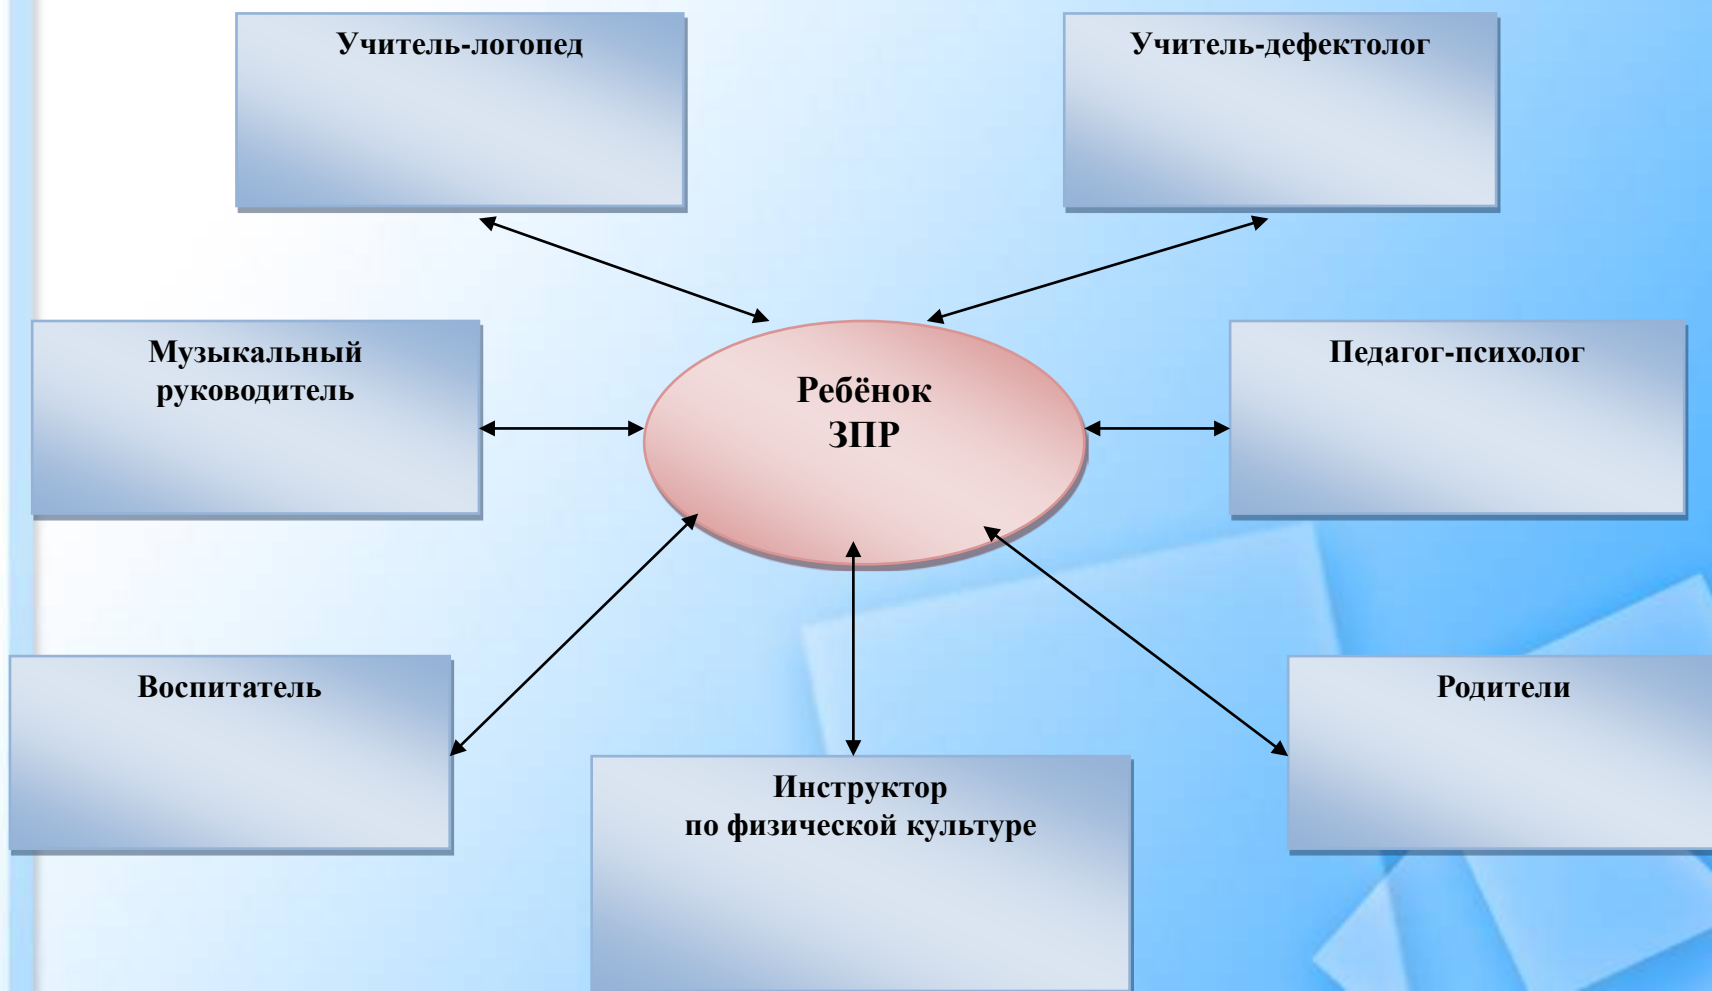 Учитель-логопед
Учитель-дефектолог
Музыкальный
руководитель
Ребёнок
ЗПР
Педагог-психолог
Воспитатель
Инструктор
по физической культуре
Родители